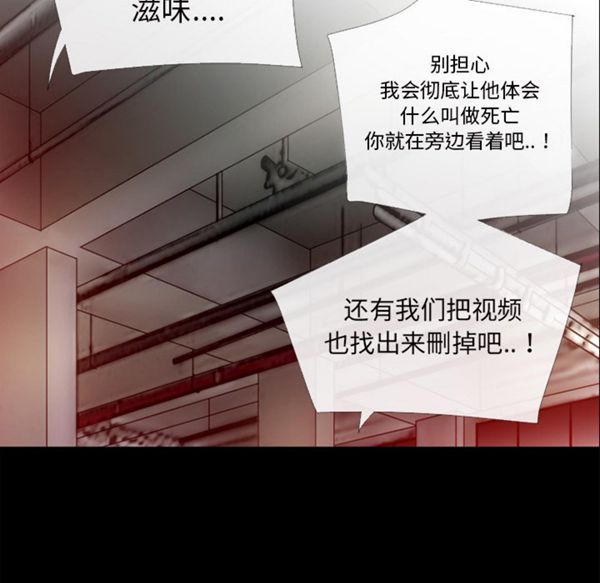 滋味....
别担心
我会彻底让他体会
什么叫做死亡
你就在旁边看着吧..！
还有我们把视频
也找出来删掉吧..！